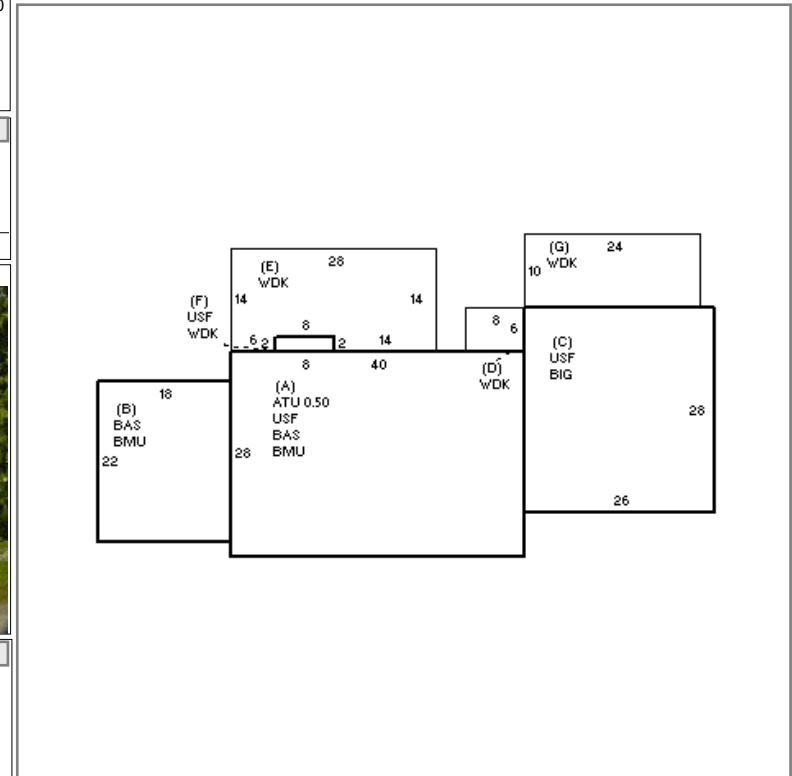 (G)
WDK
24
10
(E)
WDK
28
14
14
(F)
USF
WDK
6
2
8
2
14
8
6
8
40
(D)
WDK
(C)
USF
BIG
28
26
18
(B)
BAS
BMU
22
(A)
ATU 0.50
USF
BAS
BMU
28